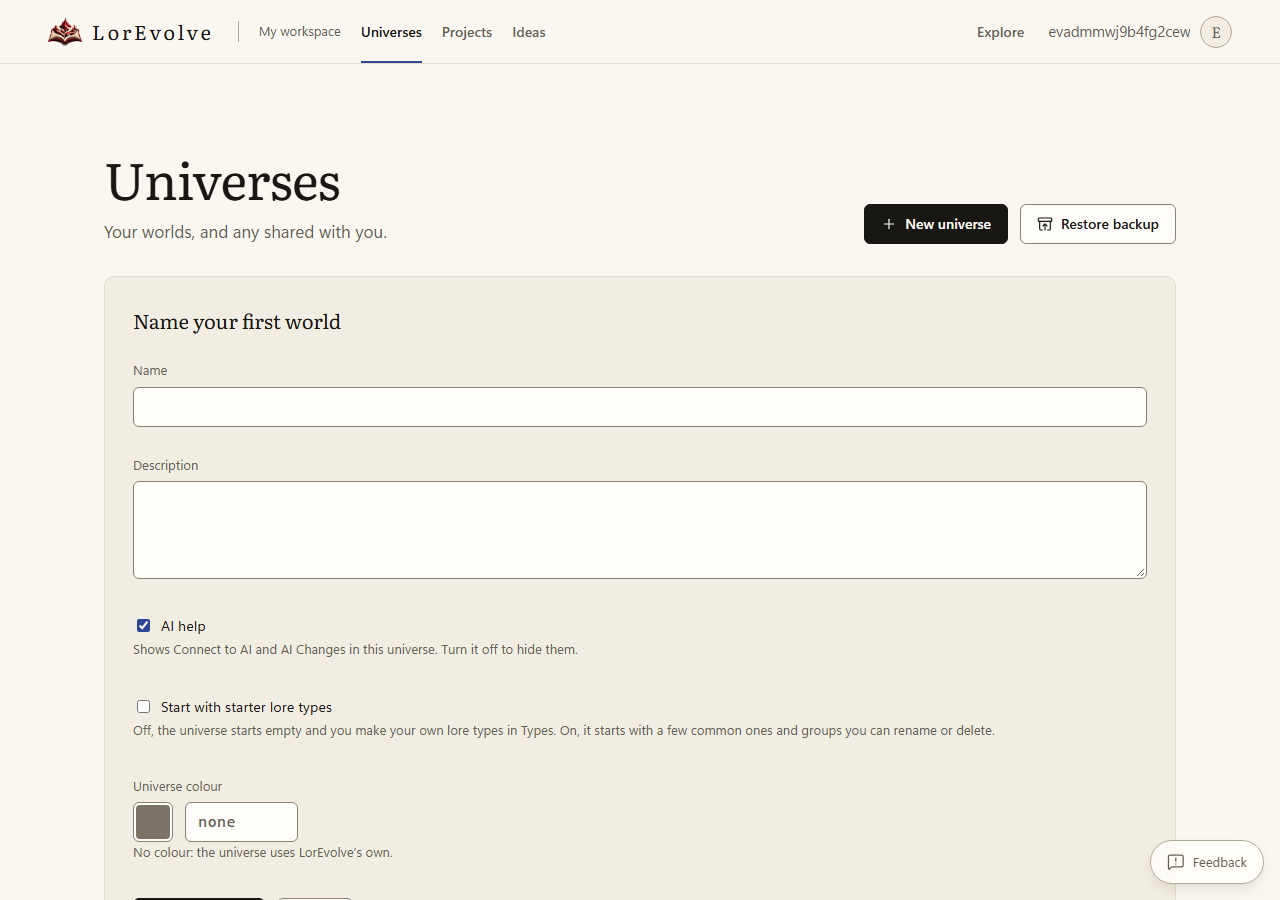 LorEvolve
My workspace
Universes
Projects
Ideas
Explore
evadmmwj9b4fg2cew
E
Universes
Your worlds, and any shared with you.
New universe
Restore backup
Name your first world
Name
Description
AI help
Shows Connect to AI and AI Changes in this universe. Turn it off to hide them.
Start with starter lore types
Off, the universe starts empty and you make your own lore types in Types. On, it starts with a few common ones and groups you can rename or delete.
Universe colour
none
No colour: the universe uses LorEvolve’s own.
Feedback